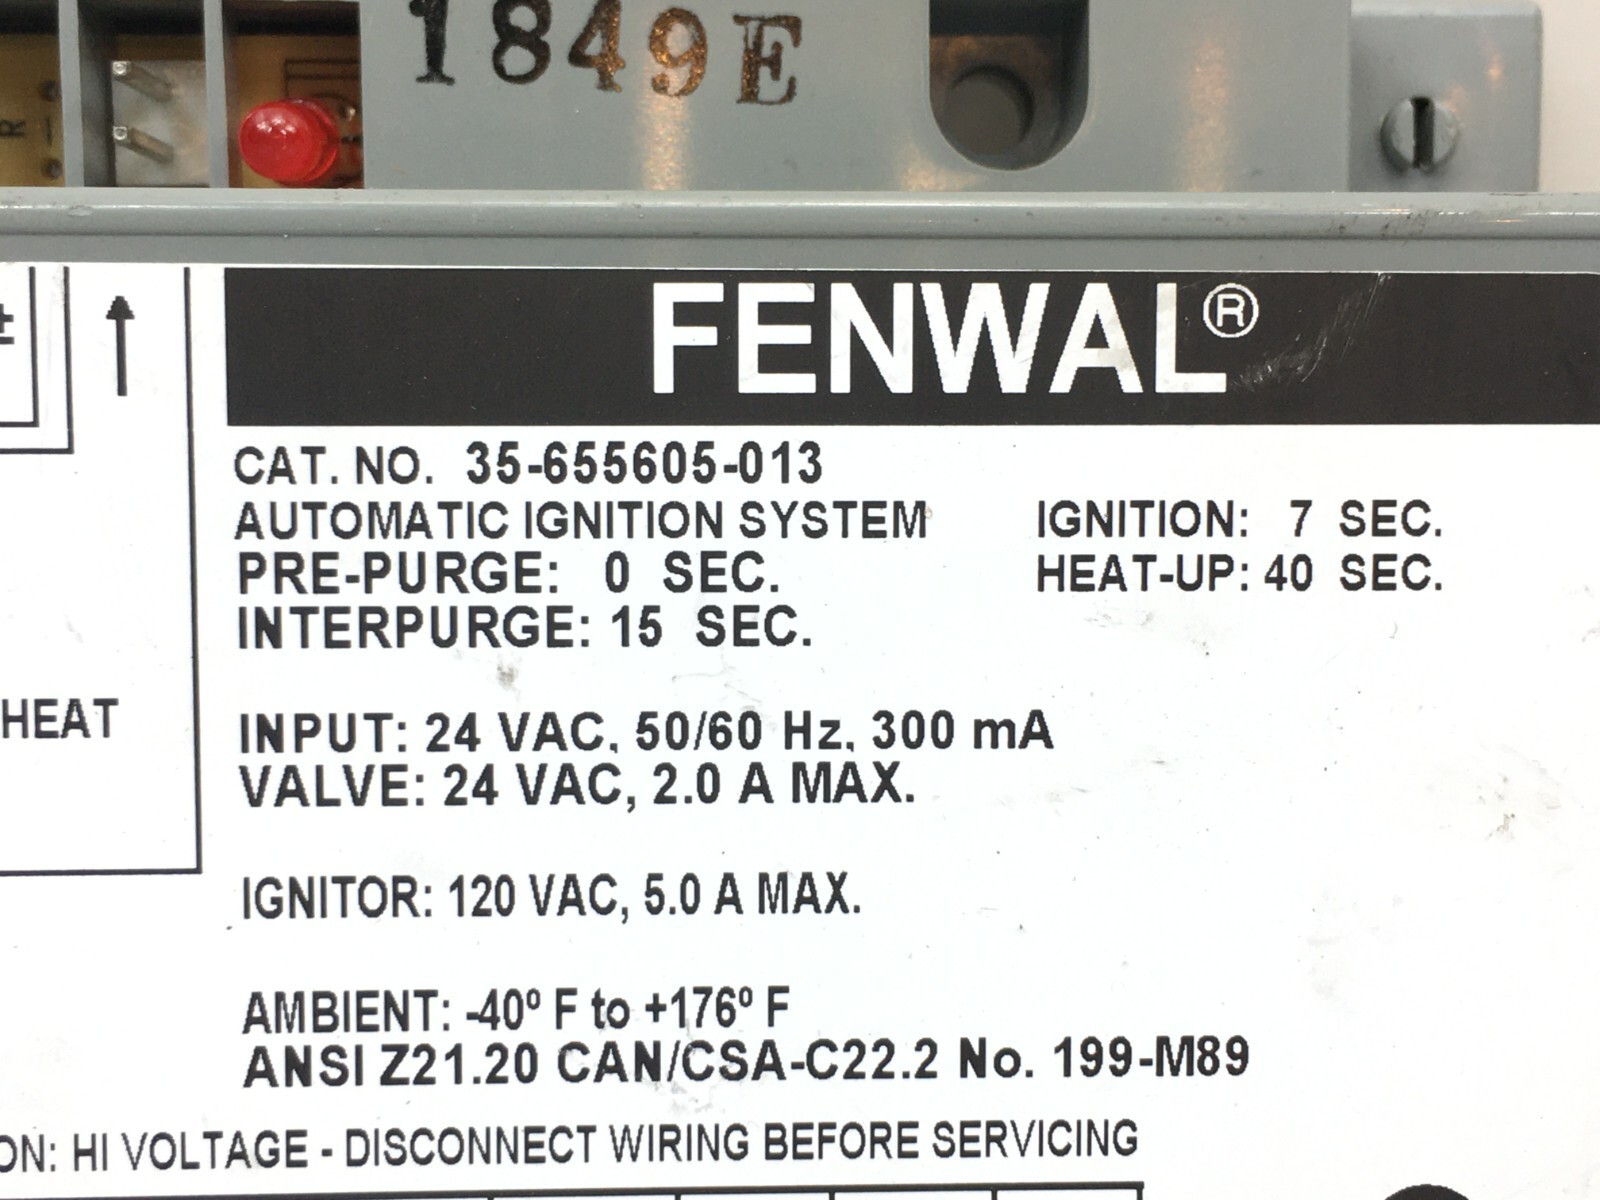 1849E
R
FENWAL®
CAT. NO. 35-655605-013
AUTOMATIC IGNITION SYSTEM IGNITION: 7 SEC.
PRE-PURGE: 0 SEC. HEAT-UP: 40 SEC.
INTERPURGE: 15 SEC.
HEAT
INPUT: 24 VAC, 50/60 Hz, 300 mA
VALVE: 24 VAC, 2.0 A MAX.
IGNITOR: 120 VAC, 5.0 A MAX.
AMBIENT: -40º F to +176º F
ANSI Z21.20 CAN/CSA-C22.2 No. 199-M89
ON: HI VOLTAGE - DISCONNECT WIRING BEFORE SERVICING